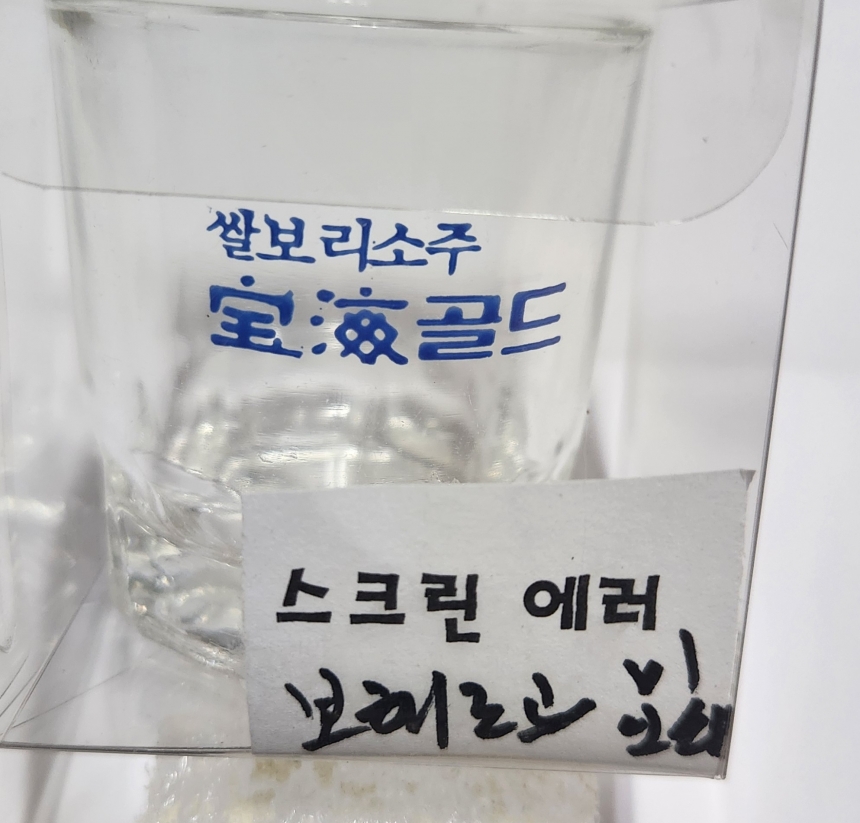 쌀보리소주
宝海골드
스크린 에러
보해로고